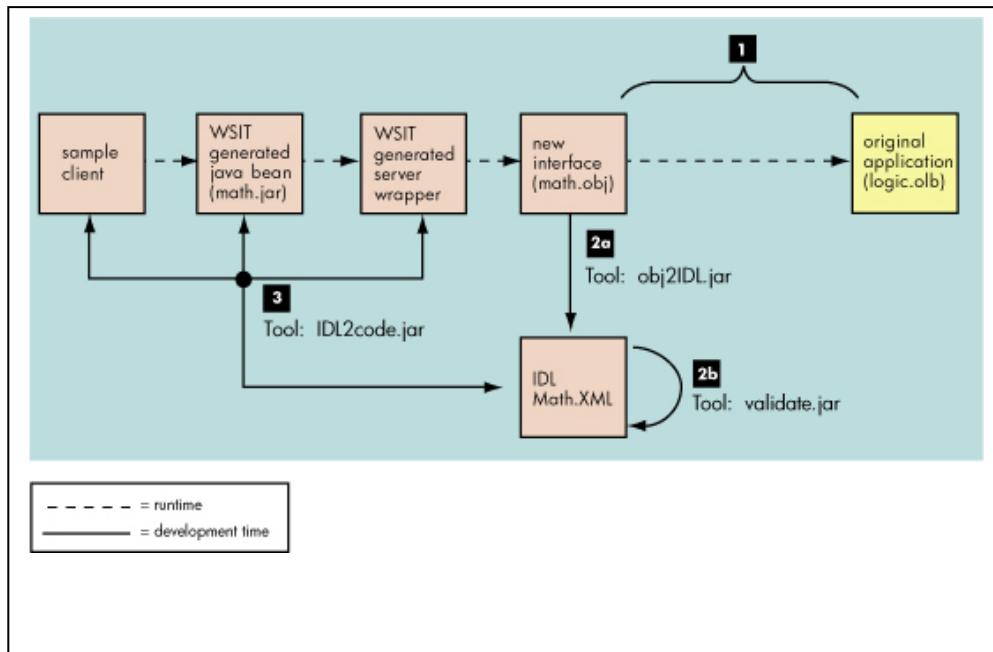 1
sample
client
WSIT
generated
java bean
(math.jar)
WSIT
generated
server
wrapper
new
interface
(math.obj)
original
application
(logic.olb)
2a
Tool: obj2IDL.jar
3
Tool: IDL2code.jar
IDL
Math.XML
2b
Tool: validate.jar
= runtime
= development time